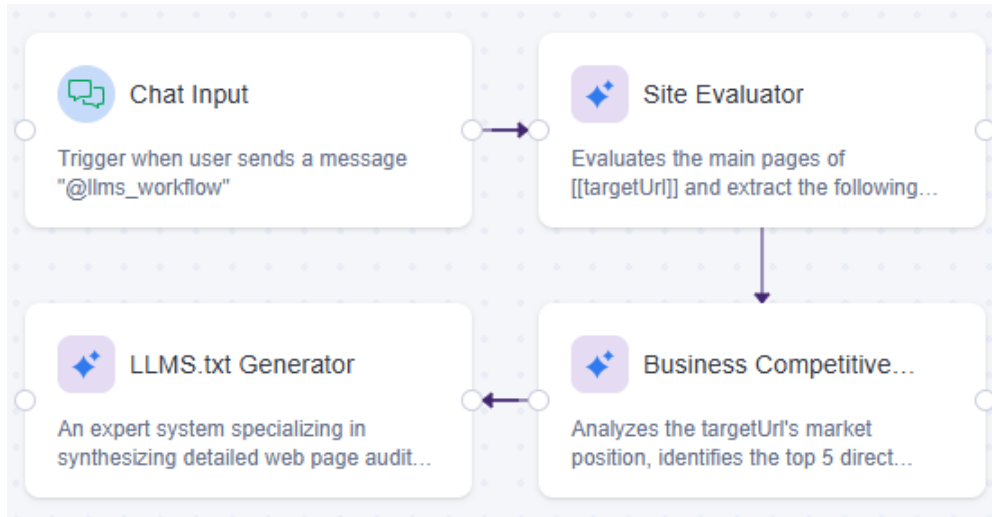 Chat Input
Trigger when user sends a message
"@llms_workflow"
Site Evaluator
Evaluates the main pages of
[[targetUrl]] and extract the following...
LLMS.txt Generator
An expert system specializing in
synthesizing detailed web page audit...
Business Competitive...
Analyzes the targetUrl's market
position, identifies the top 5 direct...